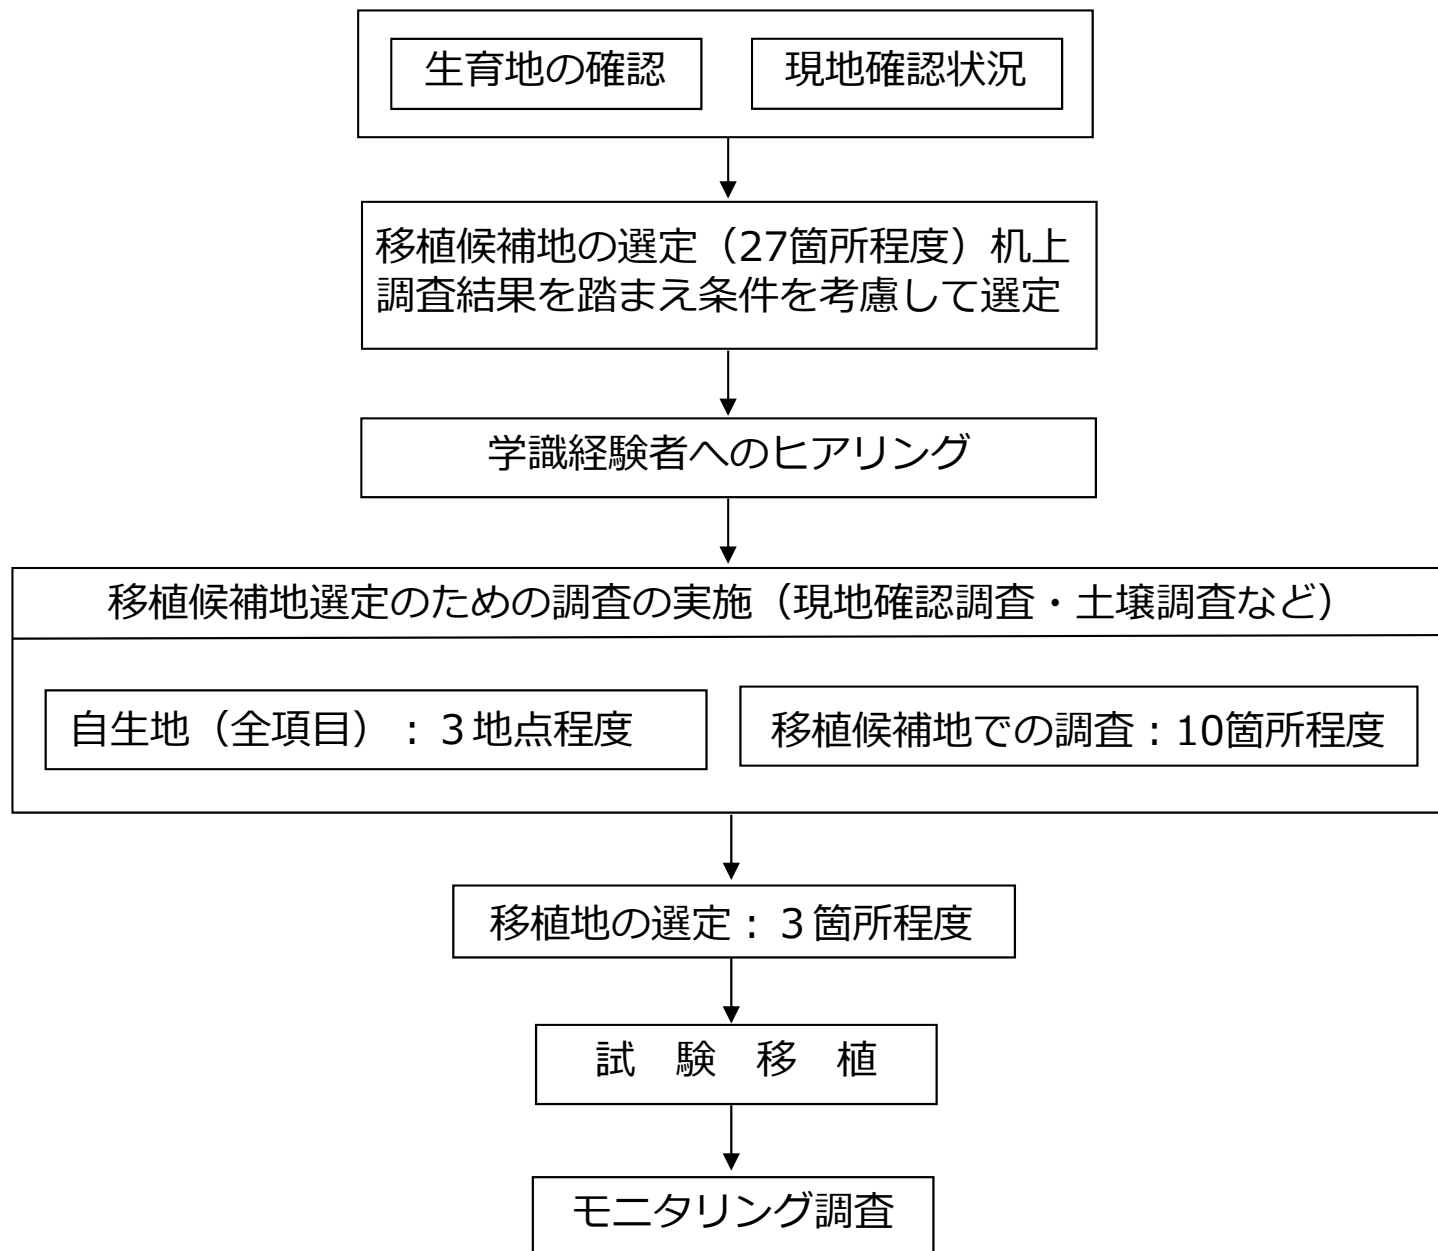 生育地の確認
現地確認状況
移植候補地の選定（27箇所程度）机上
調査結果を踏まえ条件を考慮して選定
学識経験者へのヒアリング
移植候補地選定のための調査の実施（現地確認調査・土壌調査など）
自生地（全項目）：３地点程度
移植候補地での調査：10箇所程度
移植地の選定：３箇所程度
試　験　移　植
モニタリング調査